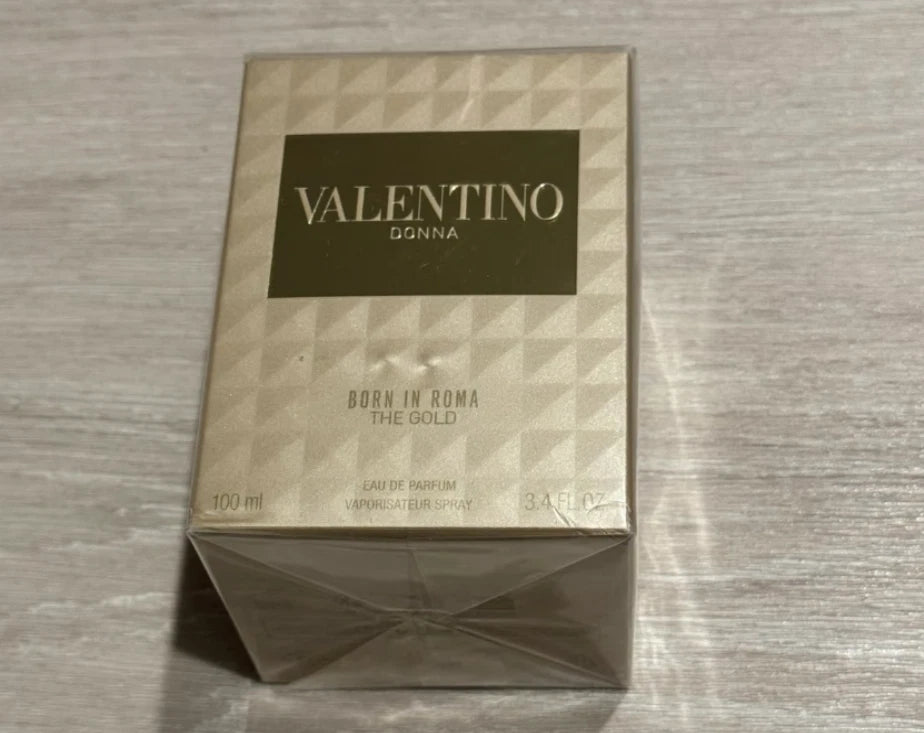 VALENTINO
DONNA
BORN IN ROMA
THE GOLD
EAU DE PARFUM
100 ml VAPORISATEUR SPRAY 3.4 FL.OZ